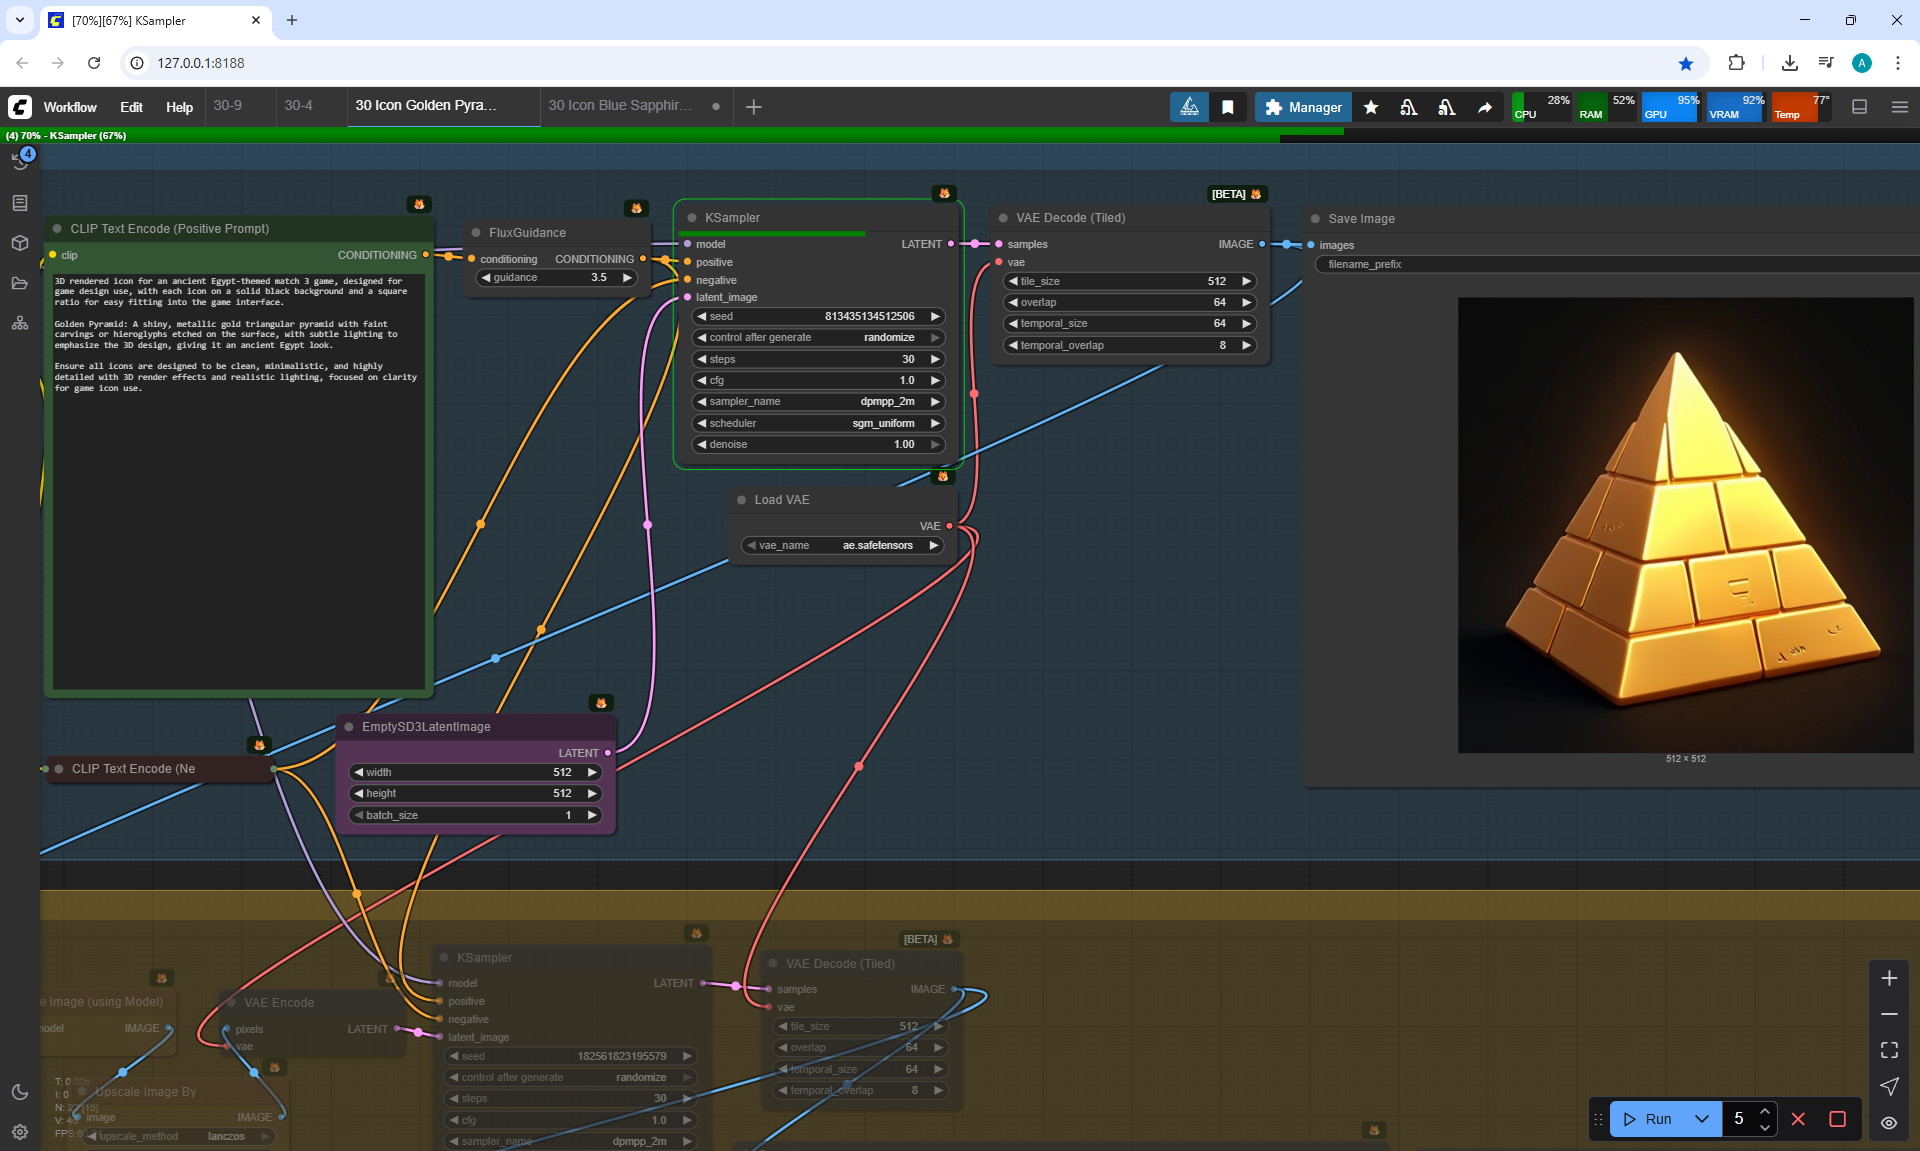 [70%][67%] KSampler
127.0.0.1:8188
A
Workflow
Edit
Help
30-9
30-4
30 Icon Golden Pyra...
30 Icon Blue Sapphir...
Manager
28%
CPU
52%
RAM
95%
GPU
92%
VRAM
77°
Temp
(4) 70% - KSampler (67%)
4
CLIP Text Encode (Positive Prompt)
clip
CONDITIONING
3D rendered icon for an ancient Egypt-themed match 3 game, designed for
game design use, with each icon on a solid black background and a square
ratio for easy fitting into the game interface.
Golden Pyramid: A shiny, metallic gold triangular pyramid with faint
carvings or hieroglyphs etched on the surface, with subtle lighting to
emphasize the 3D design, giving it an ancient Egypt look.
Ensure all icons are designed to be clean, minimalistic, and highly
detailed with 3D render effects and realistic lighting, focused on clarity
for game icon use.
FluxGuidance
conditioning
CONDITIONING
guidance 3.5
KSampler
model
LATENT
positive
negative
latent_image
seed 813435134512506
control after generate randomize
steps 30
cfg 1.0
sampler_name dpmpp_2m
scheduler sgm_uniform
denoise 1.00
[BETA]
VAE Decode (Tiled)
samples
IMAGE
vae
tile_size 512
overlap 64
temporal_size 64
temporal_overlap 8
Save Image
images
filename_prefix
512 × 512
Load VAE
VAE
vae_name ae.safetensors
EmptySD3LatentImage
LATENT
width 512
height 512
batch_size 1
CLIP Text Encode (Ne
KSampler
model
LATENT
positive
negative
latent_image
seed 182561823195579
control after generate randomize
steps 30
cfg 1.0
sampler_name dpmpp_2m
[BETA]
VAE Decode (Tiled)
samples
IMAGE
vae
tile_size 512
overlap 64
temporal_size 64
temporal_overlap 8
e Image (using Model)
odel
IMAGE
VAE Encode
pixels
LATENT
vae
Upscale Image By
image
IMAGE
upscale_method lanczos
T: 0.00s
I: 0
Run
5